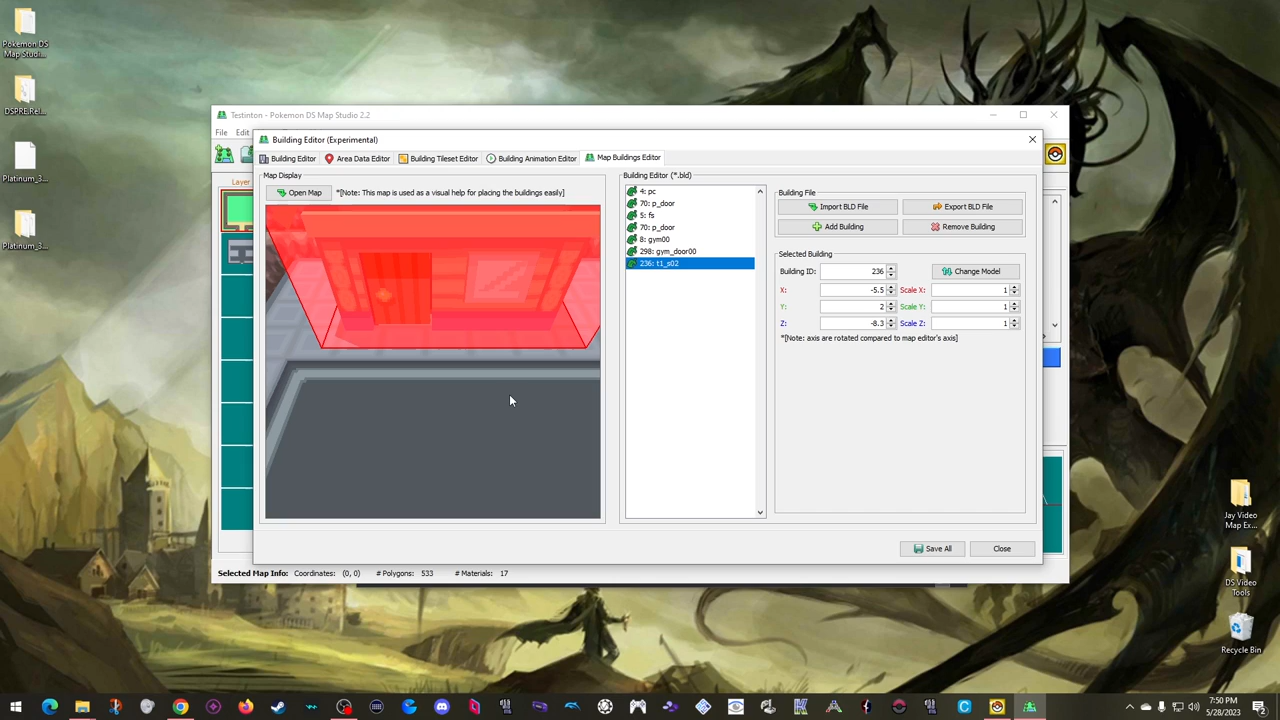 Pokemon DS
Map Studi...
DSPRE.Rel...
Platinum_3...
Platinum_3...
Testinton - Pokemon DS Map Studio 2.2
File Edit
Layer
Building Editor (Experimental)
Building Editor Area Data Editor Building Tileset Editor Building Animation Editor Map Buildings Editor
Map Display
Open Map *[Note: This map is used as a visual help for placing the buildings easily]
Building Editor (*.bld)
4: pc
70: p_door
5: fs
70: p_door
8: gym00
298: gym_door00
236: t1_s02
Building File
Import BLD File Export BLD File
Add Building Remove Building
Selected Building
Building ID: 236 Change Model
X: -5.5 Scale X: 1
Y: 2 Scale Y: 1
Z: -8.3 Scale Z: 1
*[Note: axis are rotated compared to map editor's axis]
Save All Close
Selected Map Info: Coordinates: (0, 0) # Polygons: 533 # Materials: 17
Jay Video
Map Ex...
DS Video
Tools
Recycle Bin
7:50 PM
5/28/2023